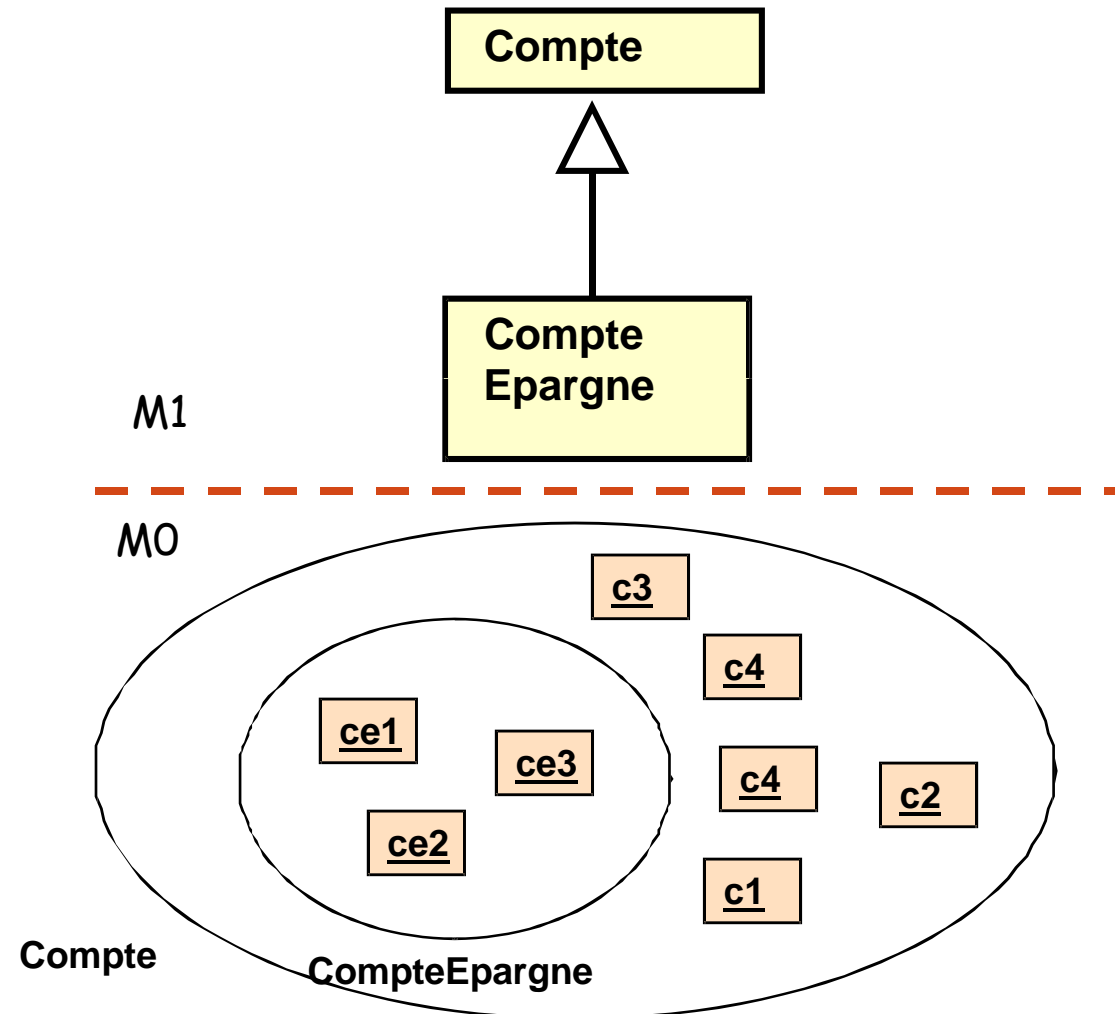 Compte
Compte
Epargne
M1
M0
c3
c4
ce1
ce3
c4
c2
ce2
c1
Compte
CompteEpargne